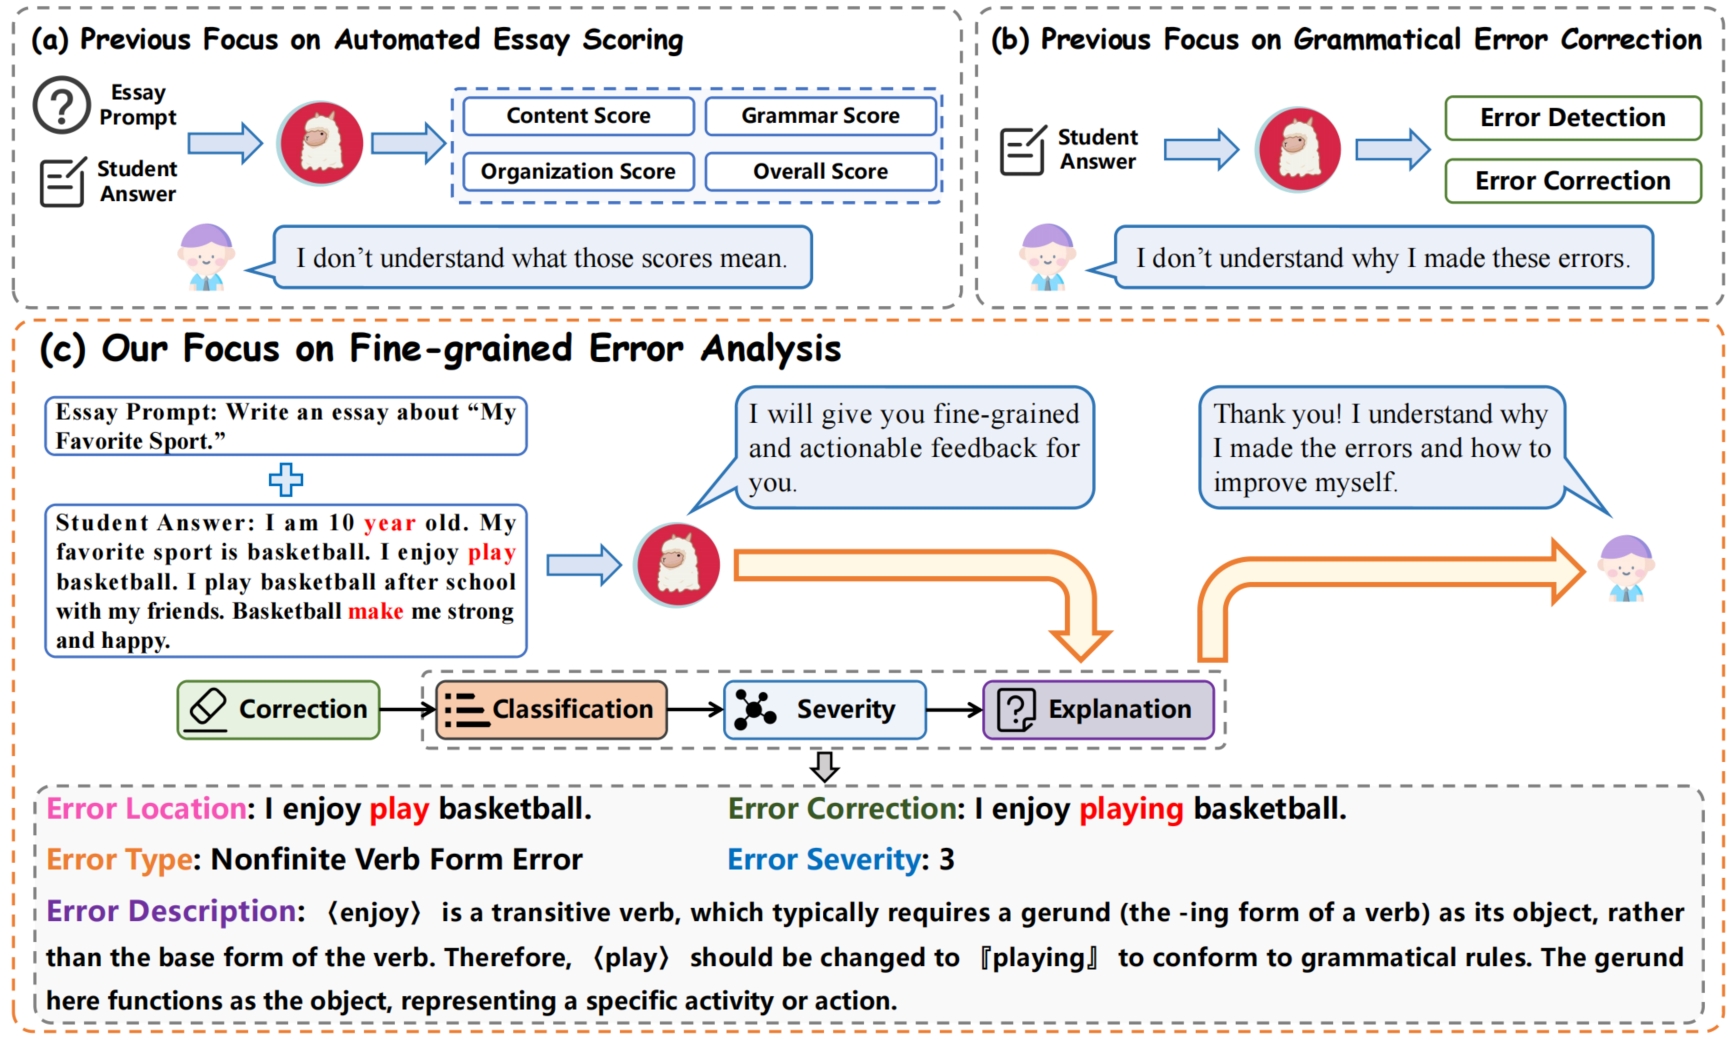 (a) Previous Focus on Automated Essay Scoring
Essay
Prompt
Student
Answer
Content Score
Grammar Score
Organization Score
Overall Score
I don't understand what those scores mean.
(b) Previous Focus on Grammatical Error Correction
Student
Answer
Error Detection
Error Correction
I don't understand why I made these errors.
(c) Our Focus on Fine-grained Error Analysis
Essay Prompt: Write an essay about “My
Favorite Sport.”
Student Answer: I am 10 year old. My
favorite sport is basketball. I enjoy play
basketball. I play basketball after school
with my friends. Basketball make me strong
and happy.
I will give you fine-grained
and actionable feedback for
you.
Thank you! I understand why
I made the errors and how to
improve myself.
Correction
Classification
Severity
Explanation
Error Location: I enjoy play basketball.
Error Correction: I enjoy playing basketball.
Error Type: Nonfinite Verb Form Error
Error Severity: 3
Error Description: 〈enjoy〉 is a transitive verb, which typically requires a gerund (the -ing form of a verb) as its object, rather
than the base form of the verb. Therefore, 〈play〉 should be changed to 『playing』 to conform to grammatical rules. The gerund
here functions as the object, representing a specific activity or action.